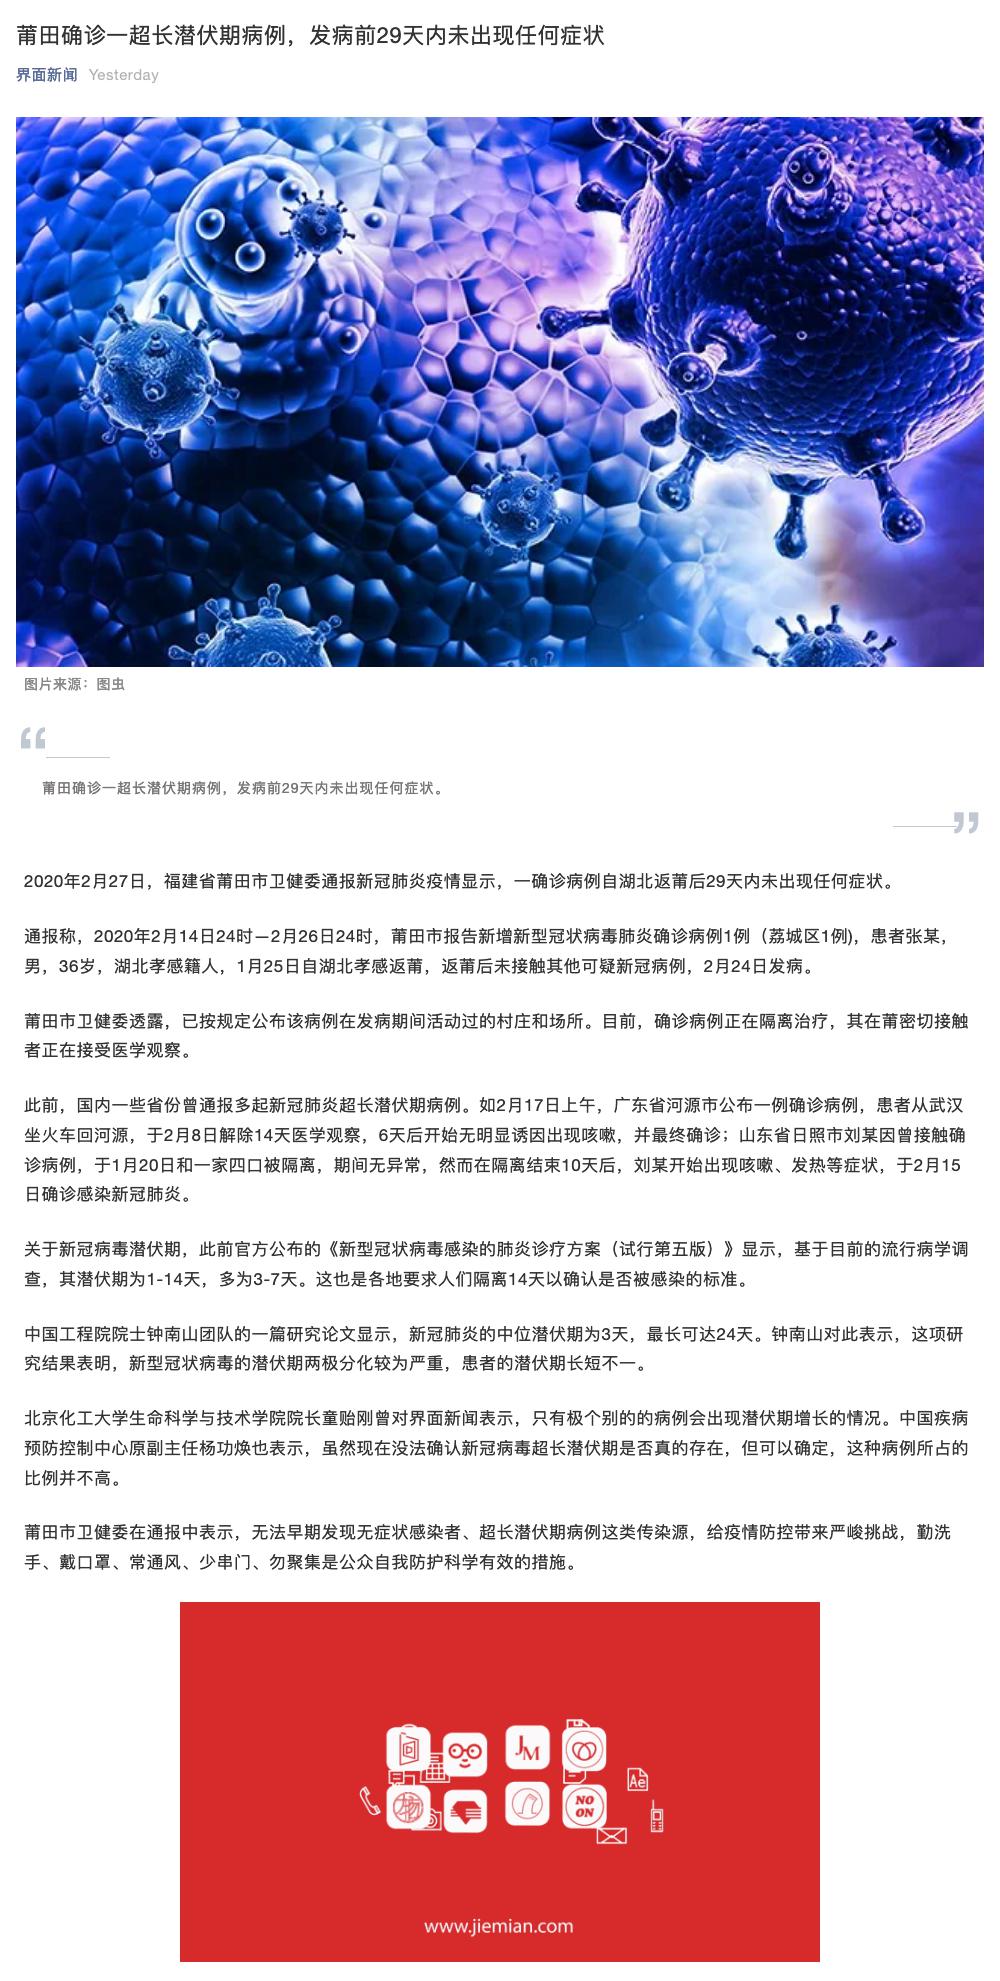 莆田确诊一超长潜伏期病例，发病前29天内未出现任何症状
界面新闻 Yesterday
图片来源：图虫
“
莆田确诊一超长潜伏期病例，发病前29天内未出现任何症状。
”
2020年2月27日，福建省莆田市卫健委通报新冠肺炎疫情显示，一确诊病例自湖北返莆后29天内未出现任何症状。
通报称，2020年2月14日24时—2月26日24时，莆田市报告新增新型冠状病毒肺炎确诊病例1例（荔城区1例)，患者张某，
男，36岁，湖北孝感籍人，1月25日自湖北孝感返莆，返莆后未接触其他可疑新冠病例，2月24日发病。
莆田市卫健委透露，已按规定公布该病例在发病期间活动过的村庄和场所。目前，确诊病例正在隔离治疗，其在莆密切接触
者正在接受医学观察。
此前，国内一些省份曾通报多起新冠肺炎超长潜伏期病例。如2月17日上午，广东省河源市公布一例确诊病例，患者从武汉
坐火车回河源，于2月8日解除14天医学观察，6天后开始无明显诱因出现咳嗽，并最终确诊；山东省日照市刘某因曾接触确
诊病例，于1月20日和一家四口被隔离，期间无异常，然而在隔离结束10天后，刘某开始出现咳嗽、发热等症状，于2月15
日确诊感染新冠肺炎。
关于新冠病毒潜伏期，此前官方公布的《新型冠状病毒感染的肺炎诊疗方案（试行第五版）》显示，基于目前的流行病学调
查，其潜伏期为1-14天，多为3-7天。这也是各地要求人们隔离14天以确认是否被感染的标准。
中国工程院院士钟南山团队的一篇研究论文显示，新冠肺炎的中位潜伏期为3天，最长可达24天。钟南山对此表示，这项研
究结果表明，新型冠状病毒的潜伏期两极分化较为严重，患者的潜伏期长短不一。
北京化工大学生命科学与技术学院院长童贻刚曾对界面新闻表示，只有极个别的的病例会出现潜伏期增长的情况。中国疾病
预防控制中心原副主任杨功焕也表示，虽然现在没法确认新冠病毒超长潜伏期是否真的存在，但可以确定，这种病例所占的
比例并不高。
莆田市卫健委在通报中表示，无法早期发现无症状感染者、超长潜伏期病例这类传染源，给疫情防控带来严峻挑战，勤洗
手、戴口罩、常通风、少串门、勿聚集是公众自我防护科学有效的措施。
JM
Ae
物
NO
ON
www.jiemian.com